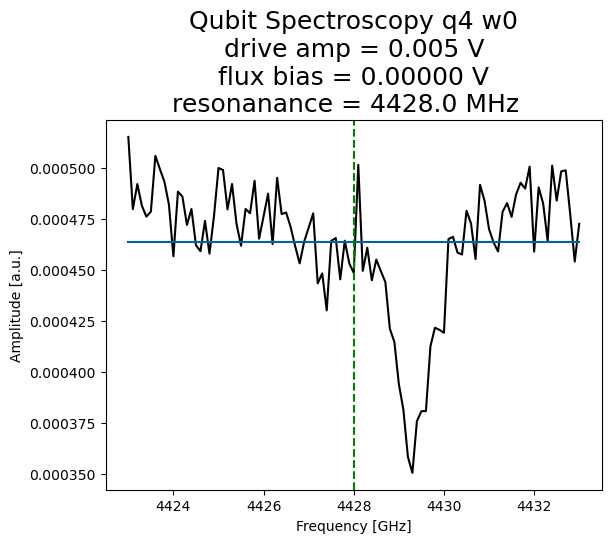 Qubit Spectroscopy q4 w0
drive amp = 0.005 V
flux bias = 0.00000 V
resonanance = 4428.0 MHz
0.000500
0.000475
0.000450
0.000425
0.000400
0.000375
0.000350
Amplitude [a.u.]
4424 4426 4428 4430 4432
Frequency [GHz]